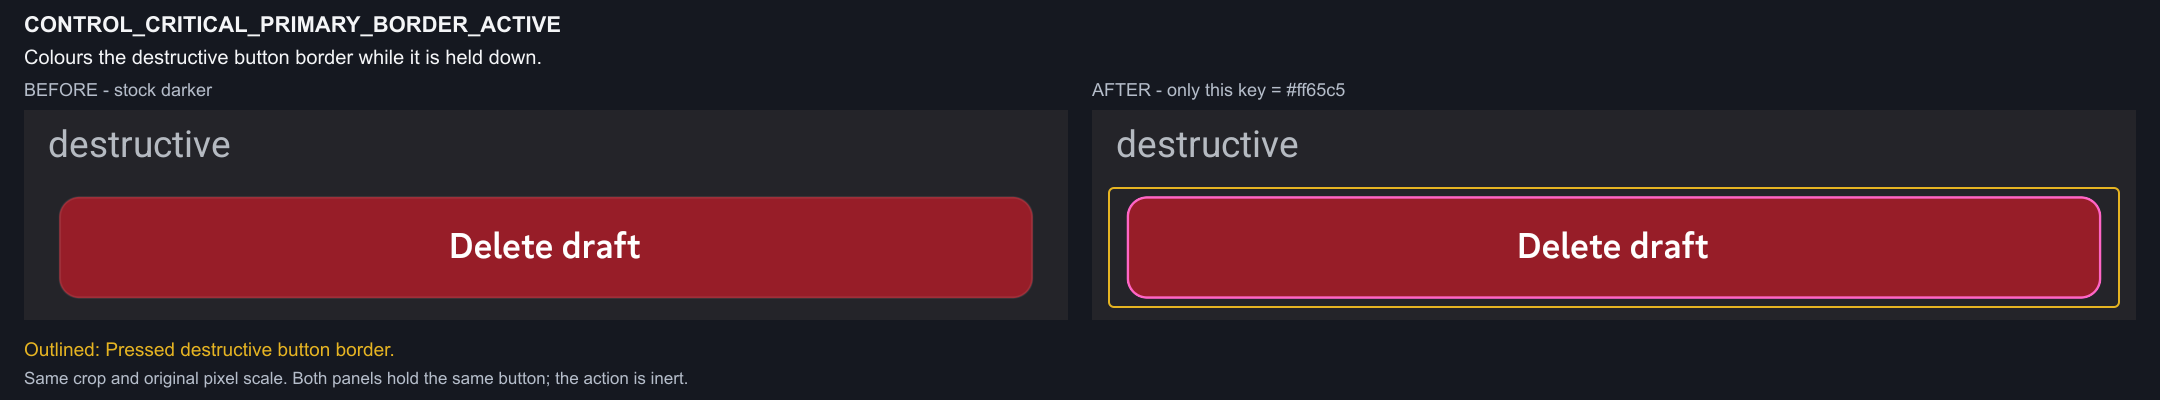 CONTROL_CRITICAL_PRIMARY_BORDER_ACTIVE
Colours the destructive button border while it is held down.
BEFORE - stock darker
AFTER - only this key = #ff65c5
destructive
destructive
Delete draft
Delete draft
Outlined: Pressed destructive button border.
Same crop and original pixel scale. Both panels hold the same button; the action is inert.